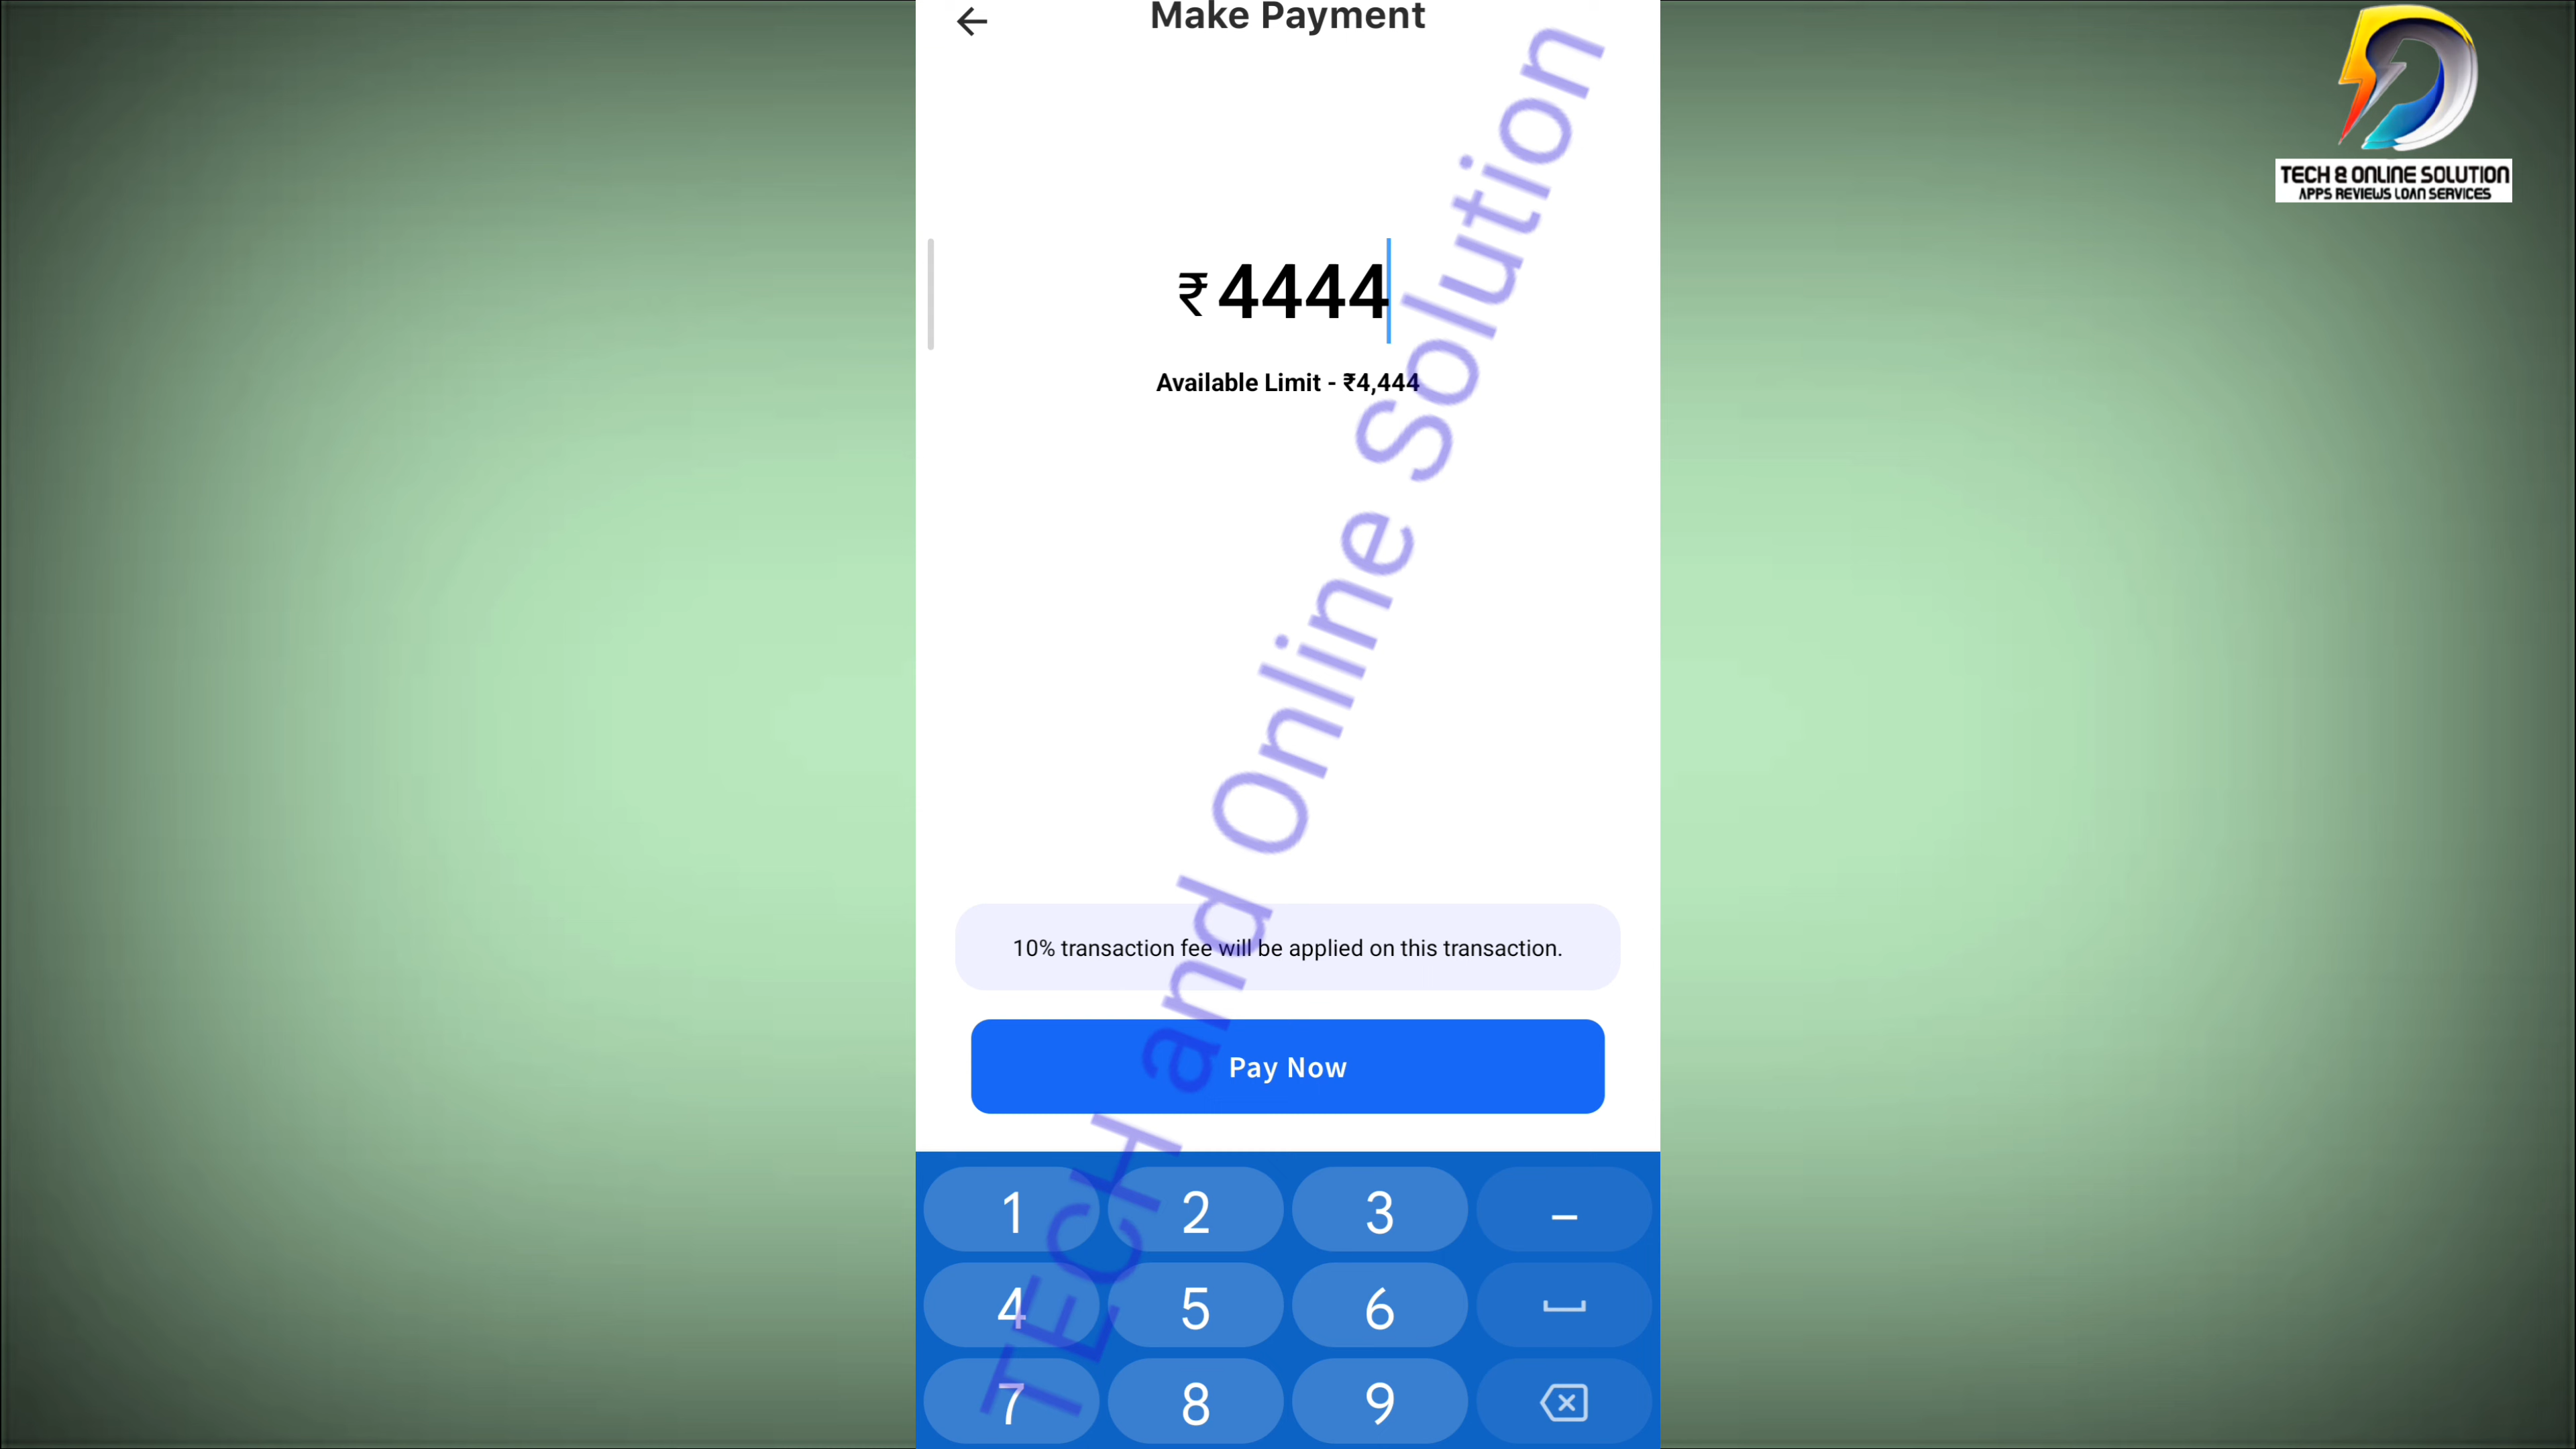 Make Payment
TECH & ONLINE SOLUTION
APPS REVIEWS LOAN SERVICES
₹4444
Available Limit - ₹4,444
TECH and Online Solution
10% transaction fee will be applied on this transaction.
Pay Now
1 2 3 –
4 5 6
7 8 9